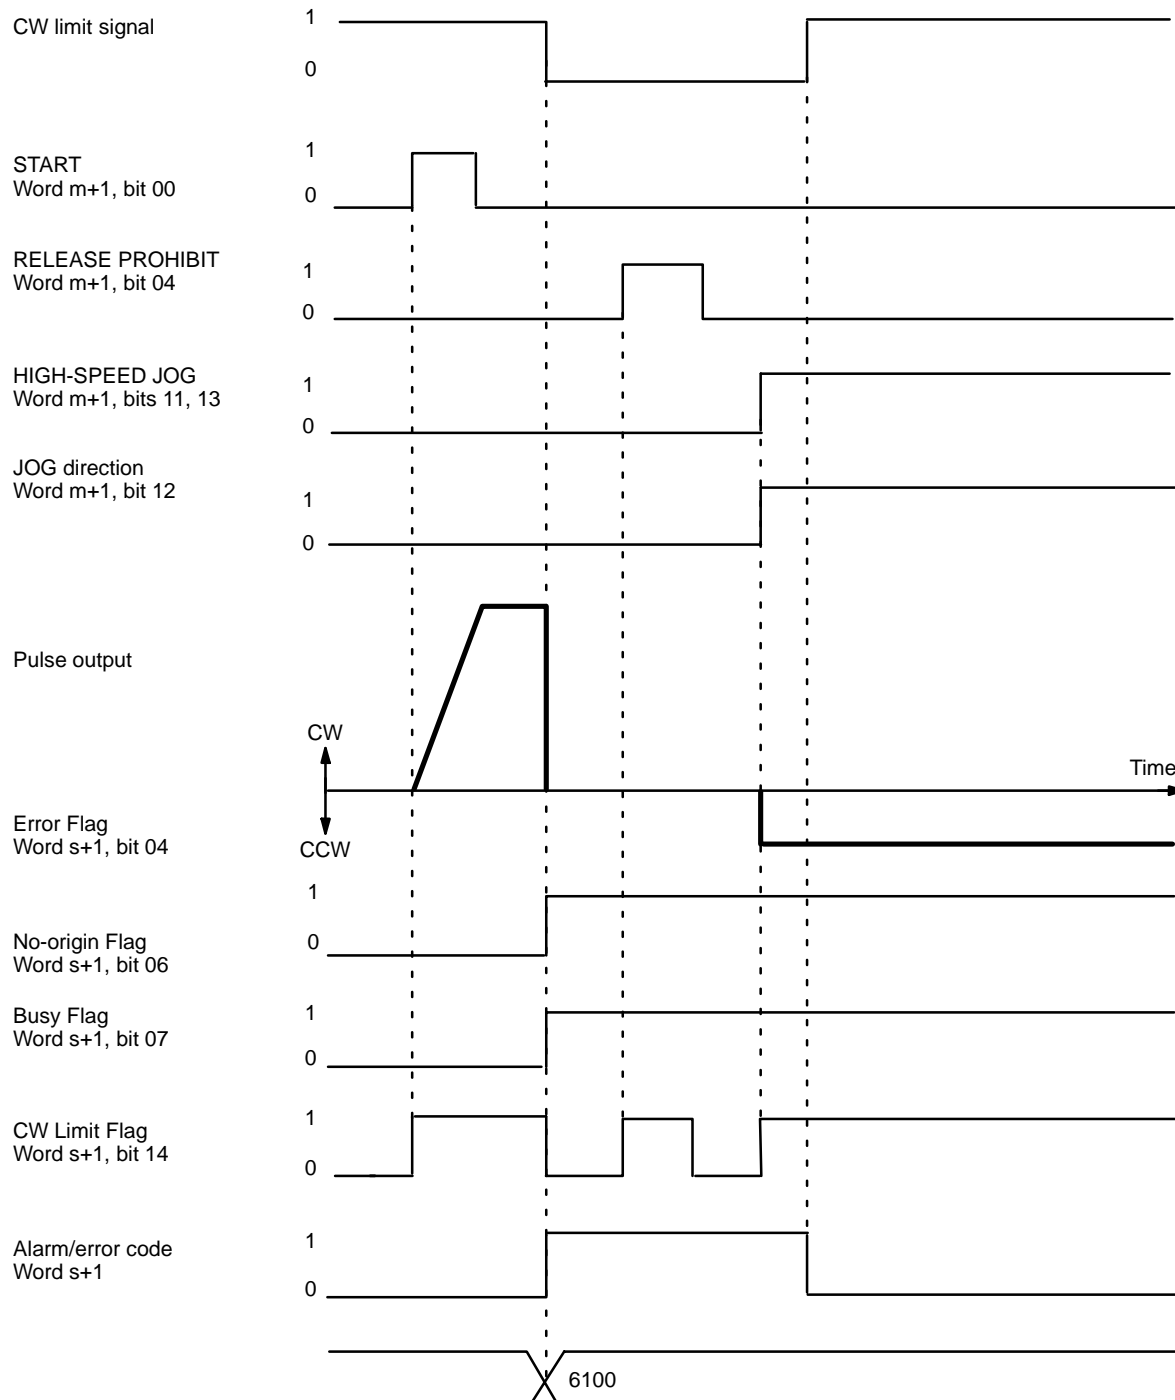 CW limit signal
1
0
START
Word m+1, bit 00
1
0
RELEASE PROHIBIT
Word m+1, bit 04
1
0
HIGH-SPEED JOG
Word m+1, bits 11, 13
1
0
JOG direction
Word m+1, bit 12
1
0
Pulse output
CW
Time
CCW
Error Flag
Word s+1, bit 04
1
0
No-origin Flag
Word s+1, bit 06
1
0
Busy Flag
Word s+1, bit 07
1
0
CW Limit Flag
Word s+1, bit 14
1
0
Alarm/error code
Word s+1
6100